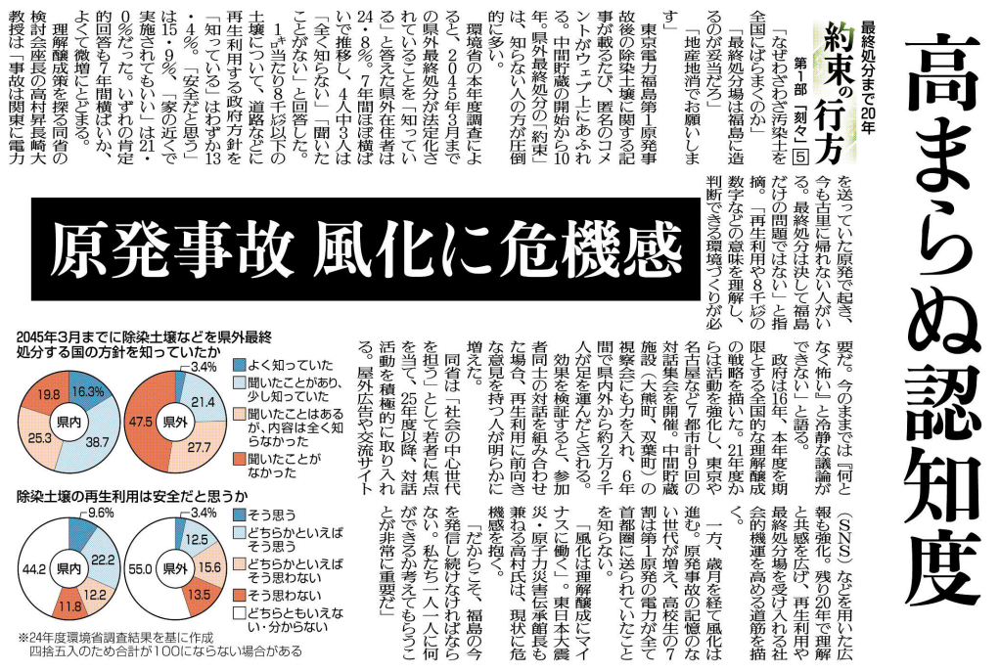 高まらぬ認知度
最終処分まで20年
約束の行方
第1部「刻々」5
原発事故 風化に危機感
「なぜわざわざ汚染土を
全国にばらまくのか」
「最終処分場は福島に造
るのが妥当だろ」
「地産地消でお願いしま
す」
東京電力福島第1原発事
故後の除染土壌に関する記
事が載るたび、匿名のコメ
ントがウェブ上にあふれ
る。中間貯蔵の開始から10
年。県外最終処分の「約束」
は、知らない人の方が圧倒
的に多い。
環境省の本年度調査によ
ると、2045年3月まで
の県外最終処分が法定化さ
れていることを「知ってい
る」と答えた県外在住者は
24・8%。7年間ほぼ横ば
いで推移し、4人中3人は
「全く知らない」「聞いた
ことがない」と回答した。
1㌔当たり8千㏃以下の
土壌について、道路などに
再生利用する政府方針を
「知っている」はわずか13
・4%。「安全だと思う」
は15・9%、「家の近くで
実施されてもいい」は21・
0%だった。いずれの肯定
的回答も7年間横ばいか、
よくて微増にとどまる。
理解醸成策を探る同省の
検討会座長の高村昇長崎大
教授は「事故は関東に電力
を送っていた原発で起き、
今も古里に帰れない人がい
る。最終処分は決して福島
だけの問題ではない」と指
摘。「再生利用や8千㏃の
数字などの意味を理解し、
判断できる環境づくりが必
要だ。今のままでは『何と
なく怖い』と冷静な議論が
できない」と語る。
政府は16年、本年度を期
限とする全国的な理解醸成
の戦略を描いた。21年度か
らは活動を強化し、東京や
名古屋など7都市計9回の
対話集会を開催。中間貯蔵
施設（大熊町、双葉町）の
視察会にも力を入れ、6年
間で県内外から約2万2千
人が足を運んだとされる。
効果を検証すると、参加
者同士の対話を組み合わせ
た場合、再生利用に前向き
な意見を持つ人が明らかに
増えた。
同省は「社会の中心世代
を担う」として若者に焦点
を当て、25年度以降、対話
活動を積極的に取り入れ
る。屋外広告や交流サイト
（SNS）などを用いた広
報も強化。残り20年で理解
と共感を広げ、再生利用や
最終処分場を受け入れる社
会的機運を高める道筋を描
く。
一方、歳月を経て風化は
進む。原発事故の記憶のな
い世代が増え、高校生の7
割は第1原発の電力が全て
首都圏に送られていたこと
を知らない。
「風化は理解醸成にマイ
ナスに働く」。東日本大震
災・原子力災害伝承館長も
兼ねる高村氏は、現状に危
機感を抱く。
「だからこそ、福島の今
を発信し続けなければなら
ない。私たち一人一人に何
ができるか考えてもらうこ
とが非常に重要だ」
2045年3月までに除染土壌などを県外最終
処分する国の方針を知っていたか
県内
16.3%
38.7
25.3
19.8
県外
3.4%
21.4
27.7
47.5
よく知っていた
聞いたことがあり、
少し知っていた
聞いたことはある
が、内容は全く知
らなかった
聞いたことが
なかった
除染土壌の再生利用は安全だと思うか
県内
9.6%
22.2
12.2
11.8
44.2
県外
3.4%
12.5
15.6
13.5
55.0
そう思う
どちらかといえば
そう思う
どちらかといえば
そう思わない
そう思わない
どちらともいえな
い・分からない
※24年度環境省調査結果を基に作成
四捨五入のため合計が100にならない場合がある